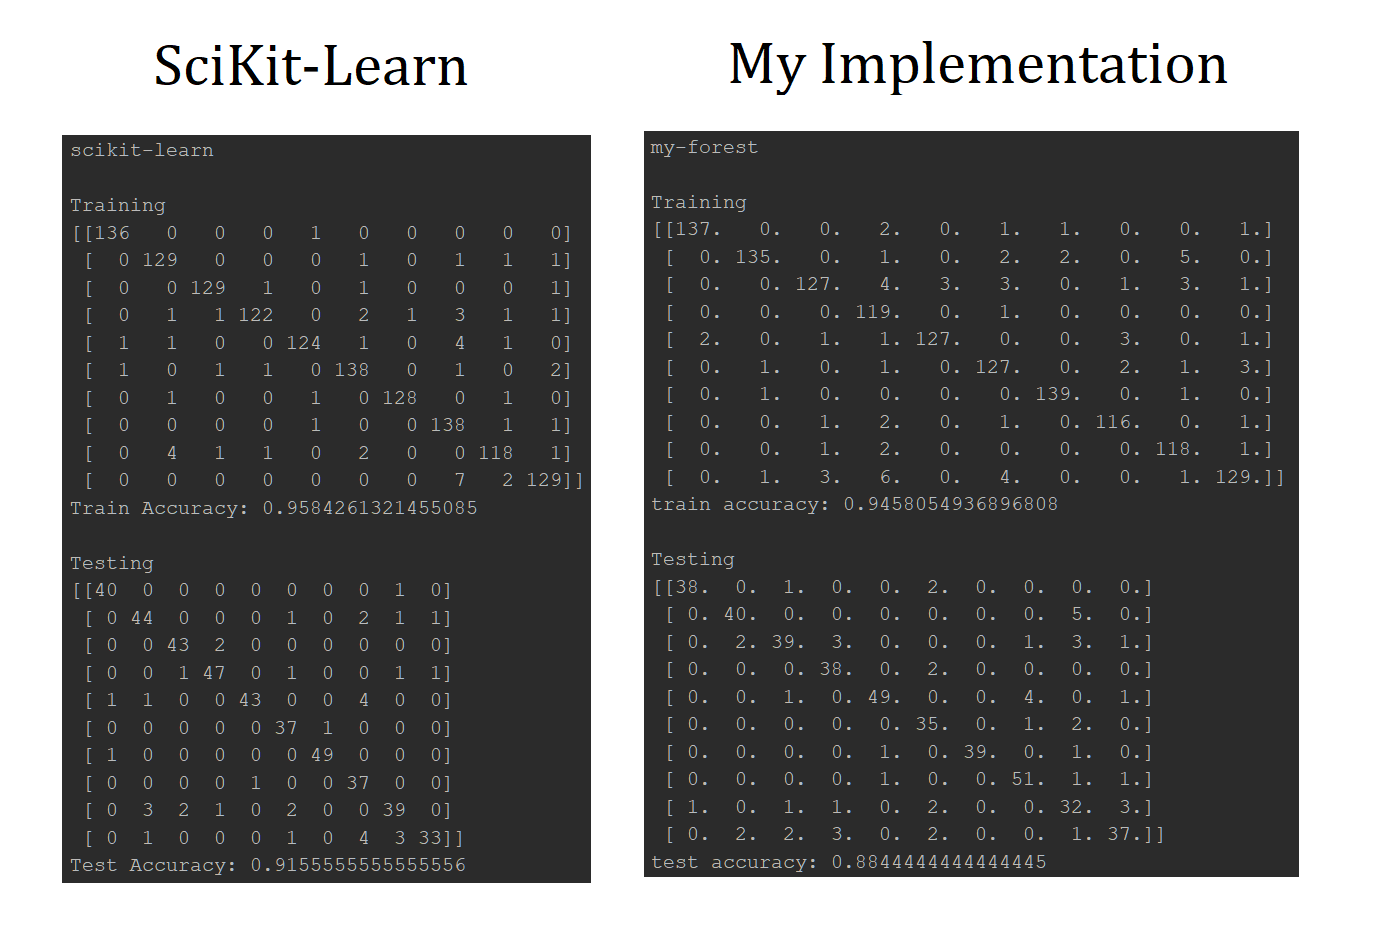 SciKit-Learn
scikit-learn
Training
[[136 0 0 0 1 0 0 0 0 0]
[ 0 129 0 0 0 1 0 1 1 1]
[ 0 0 129 1 0 1 0 0 0 1]
[ 0 1 1 122 0 2 1 3 1 1]
[ 1 1 0 0 124 1 0 4 1 0]
[ 1 0 1 1 0 138 0 1 0 2]
[ 0 1 0 0 1 0 128 0 1 0]
[ 0 0 0 0 1 0 0 138 1 1]
[ 0 4 1 1 0 2 0 0 118 1]
[ 0 0 0 0 0 0 0 7 2 129]]
Train Accuracy: 0.9584261321455085
Testing
[[40 0 0 0 0 0 0 0 1 0]
[ 0 44 0 0 0 1 0 2 1 1]
[ 0 0 43 2 0 0 0 0 0 0]
[ 0 0 1 47 0 1 0 0 1 1]
[ 1 1 0 0 43 0 0 4 0 0]
[ 0 0 0 0 0 37 1 0 0 0]
[ 1 0 0 0 0 0 49 0 0 0]
[ 0 0 0 0 1 0 0 37 0 0]
[ 0 3 2 1 0 2 0 0 39 0]
[ 0 1 0 0 0 1 0 4 3 33]]
Test Accuracy: 0.9155555555555556
My Implementation
my-forest
Training
[[137. 0. 0. 2. 0. 1. 1. 0. 0. 1.]
[ 0. 135. 0. 1. 0. 2. 2. 0. 5. 0.]
[ 0. 0. 127. 4. 3. 3. 0. 1. 3. 1.]
[ 0. 0. 0. 119. 0. 1. 0. 0. 0. 0.]
[ 2. 0. 1. 1. 127. 0. 0. 3. 0. 1.]
[ 0. 1. 0. 1. 0. 127. 0. 2. 1. 3.]
[ 0. 1. 0. 0. 0. 0. 139. 0. 1. 0.]
[ 0. 0. 1. 2. 0. 1. 0. 116. 0. 1.]
[ 0. 0. 1. 2. 0. 0. 0. 0. 118. 1.]
[ 0. 1. 3. 6. 0. 4. 0. 0. 1. 129.]]
train accuracy: 0.9458054936896808
Testing
[[38. 0. 1. 0. 0. 2. 0. 0. 0. 0.]
[ 0. 40. 0. 0. 0. 0. 0. 0. 5. 0.]
[ 0. 2. 39. 3. 0. 0. 0. 1. 3. 1.]
[ 0. 0. 0. 38. 0. 2. 0. 0. 0. 0.]
[ 0. 0. 1. 0. 49. 0. 0. 4. 0. 1.]
[ 0. 0. 0. 0. 0. 35. 0. 1. 2. 0.]
[ 0. 0. 0. 0. 1. 0. 39. 0. 1. 0.]
[ 0. 0. 0. 0. 1. 0. 0. 51. 1. 1.]
[ 1. 0. 1. 1. 0. 2. 0. 0. 32. 3.]
[ 0. 2. 2. 3. 0. 2. 0. 0. 1. 37.]]
test accuracy: 0.8844444444444445